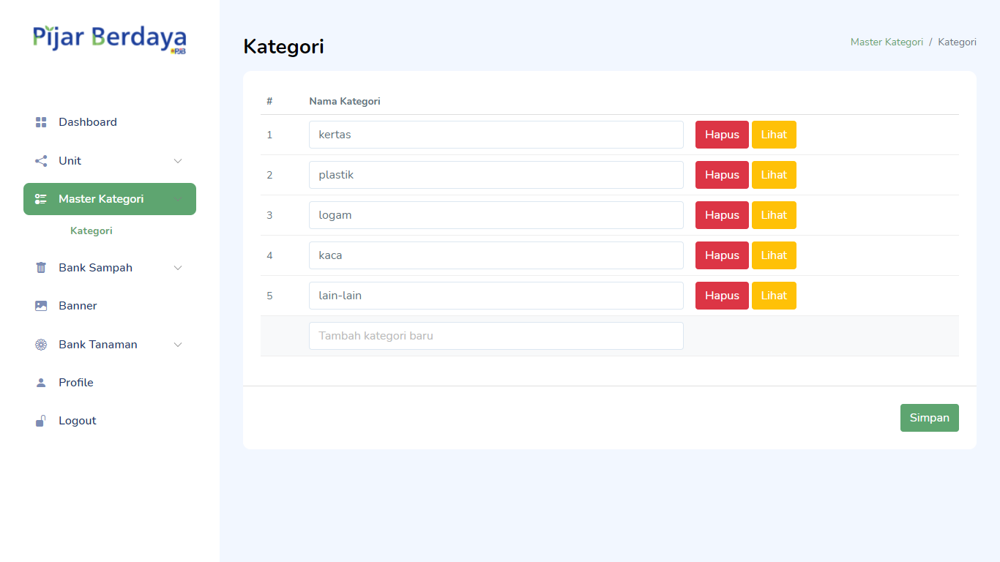 Pijar Berdaya
PJB
Dashboard
Unit
Master Kategori
Kategori
Bank Sampah
Banner
Bank Tanaman
Profile
Logout
Kategori
Master Kategori / Kategori
# Nama Kategori
1 kertas Hapus Lihat
2 plastik Hapus Lihat
3 logam Hapus Lihat
4 kaca Hapus Lihat
5 lain-lain Hapus Lihat
Tambah kategori baru
Simpan